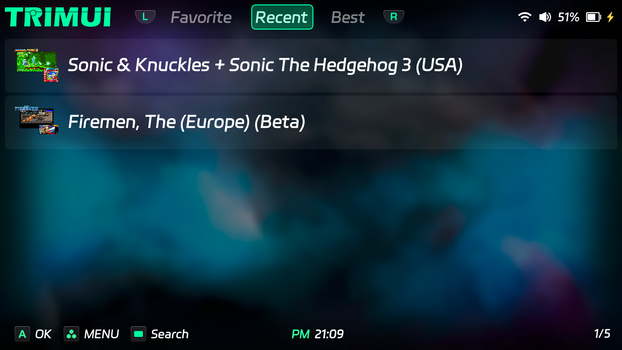 TRIMUI L Favorite Recent Best R 51%
Sonic & Knuckles + Sonic The Hedgehog 3 (USA)
Firemen, The (Europe) (Beta)
A OK MENU Search PM 21:09 1/5